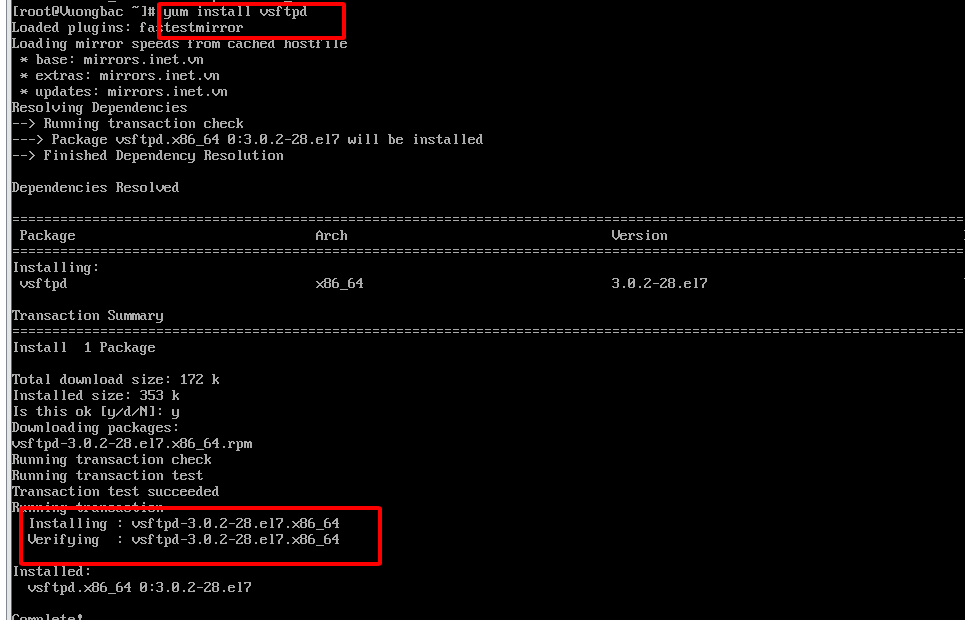 [root@Vuongbac ~]# yum install vsftpd
Loaded plugins: fastestmirror
Loading mirror speeds from cached hostfile
 * base: mirrors.inet.vn
 * extras: mirrors.inet.vn
 * updates: mirrors.inet.vn
Resolving Dependencies
--> Running transaction check
---> Package vsftpd.x86_64 0:3.0.2-28.el7 will be installed
--> Finished Dependency Resolution
Dependencies Resolved
Package Arch Version
Installing:
 vsftpd x86_64 3.0.2-28.el7
Transaction Summary
Install 1 Package
Total download size: 172 k
Installed size: 353 k
Is this ok [y/d/N]: y
Downloading packages:
vsftpd-3.0.2-28.el7.x86_64.rpm
Running transaction check
Running transaction test
Transaction test succeeded
Running transaction
  Installing : vsftpd-3.0.2-28.el7.x86_64
  Verifying  : vsftpd-3.0.2-28.el7.x86_64
Installed:
  vsftpd.x86_64 0:3.0.2-28.el7
Complete!